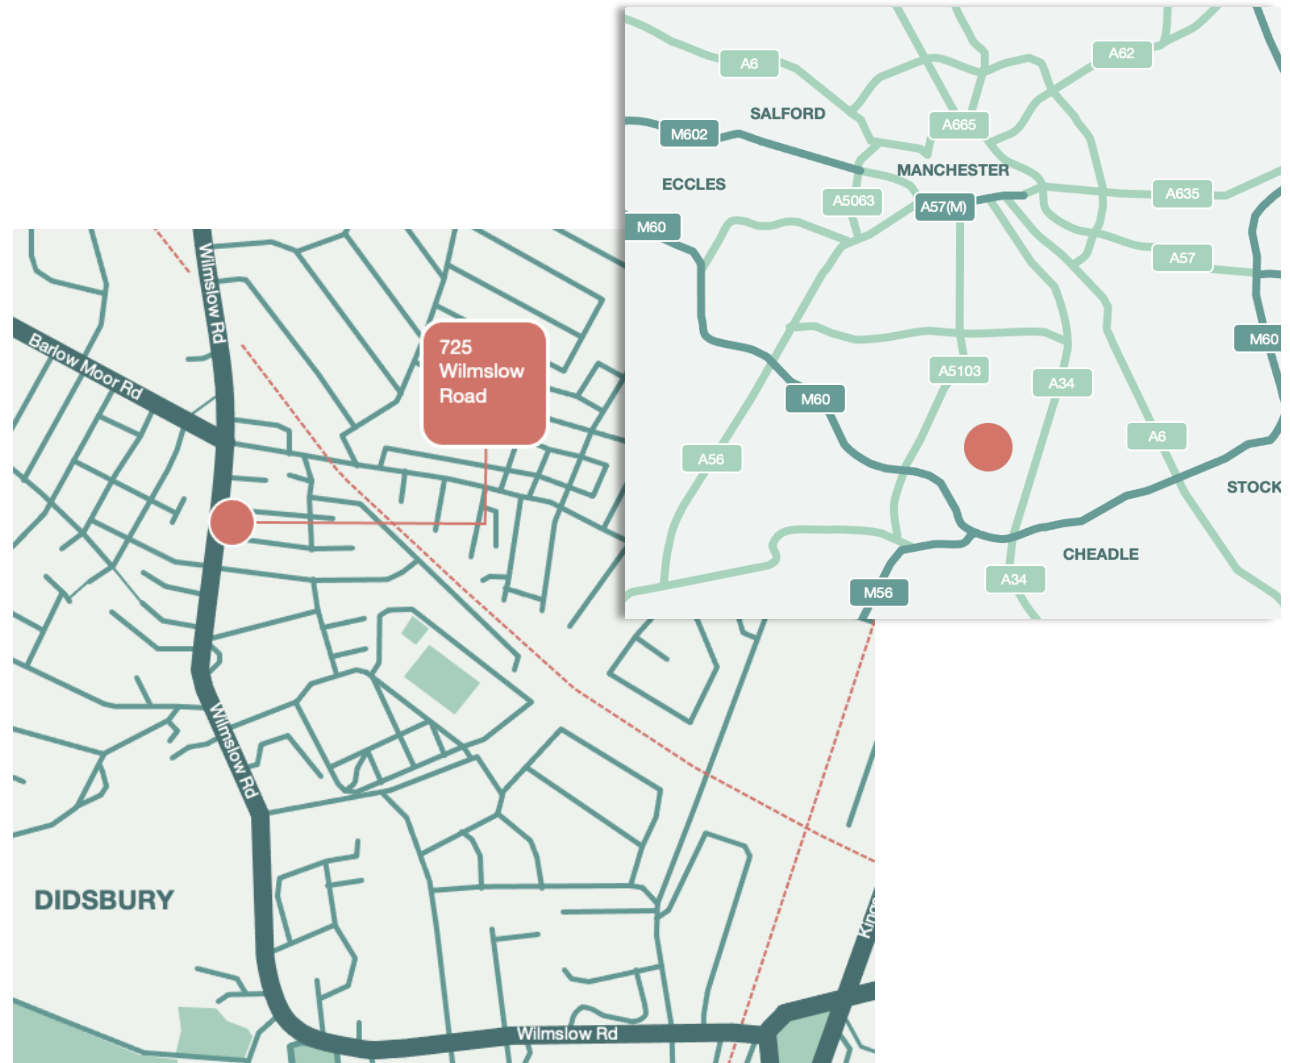 A6
A62
SALFORD
A665
M602
MANCHESTER
ECCLES
A5063
A57(M)
A635
M60
A57
M60
A5103
A34
M60
A6
A56
STOCK
CHEADLE
A34
M56
Wilmslow Rd
Barlow Moor Rd
725
Wilmslow
Road
Wilmslow Rd
DIDSBURY
Wilmslow Rd